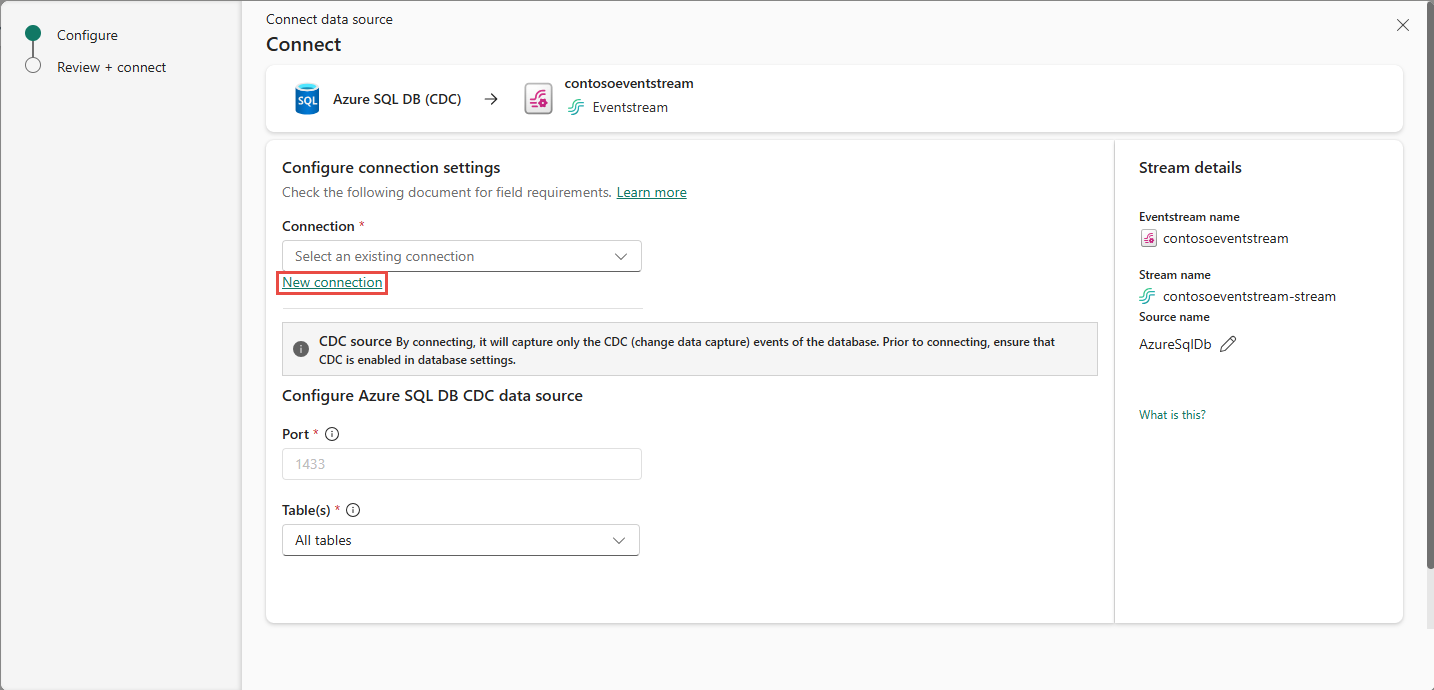 Configure
Review + connect
Connect data source
Connect
SQL
Azure SQL DB (CDC)
contosoeventstream
Eventstream
Configure connection settings
Check the following document for field requirements. Learn more
Connection *
Select an existing connection
New connection
CDC source By connecting, it will capture only the CDC (change data capture) events of the database. Prior to connecting, ensure that
CDC is enabled in database settings.
Configure Azure SQL DB CDC data source
Port *
1433
Table(s) *
All tables
Stream details
Eventstream name
contosoeventstream
Stream name
contosoeventstream-stream
Source name
AzureSqlDb
What is this?